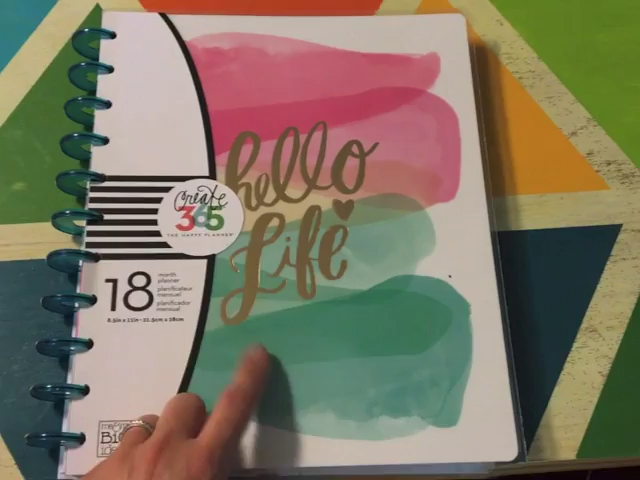 hello
Life
Create
365
THE HAPPY PLANNER
18
month
planner
planificateur
mensuel
planificador
mensual
8.5in x 11in • 21.5cm x 28cm
BIG